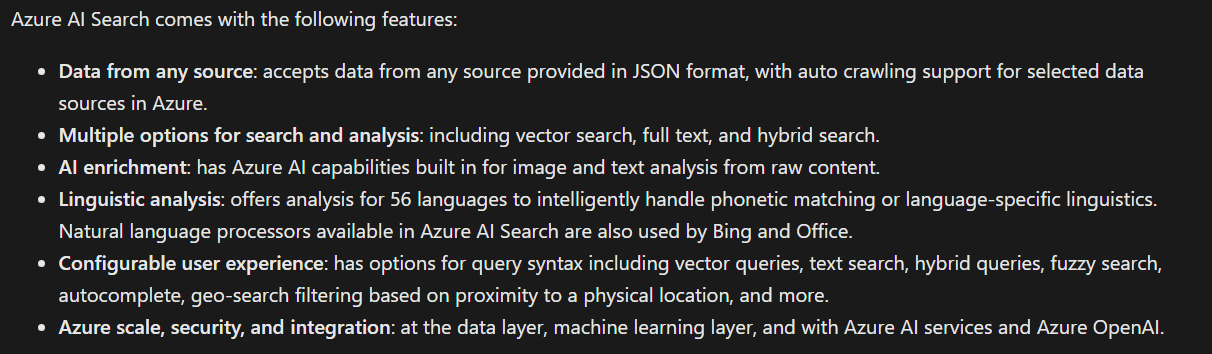 Azure AI Search comes with the following features:
• Data from any source: accepts data from any source provided in JSON format, with auto crawling support for selected data
sources in Azure.
• Multiple options for search and analysis: including vector search, full text, and hybrid search.
• AI enrichment: has Azure AI capabilities built in for image and text analysis from raw content.
• Linguistic analysis: offers analysis for 56 languages to intelligently handle phonetic matching or language-specific linguistics.
Natural language processors available in Azure AI Search are also used by Bing and Office.
• Configurable user experience: has options for query syntax including vector queries, text search, hybrid queries, fuzzy search,
autocomplete, geo-search filtering based on proximity to a physical location, and more.
• Azure scale, security, and integration: at the data layer, machine learning layer, and with Azure AI services and Azure OpenAI.